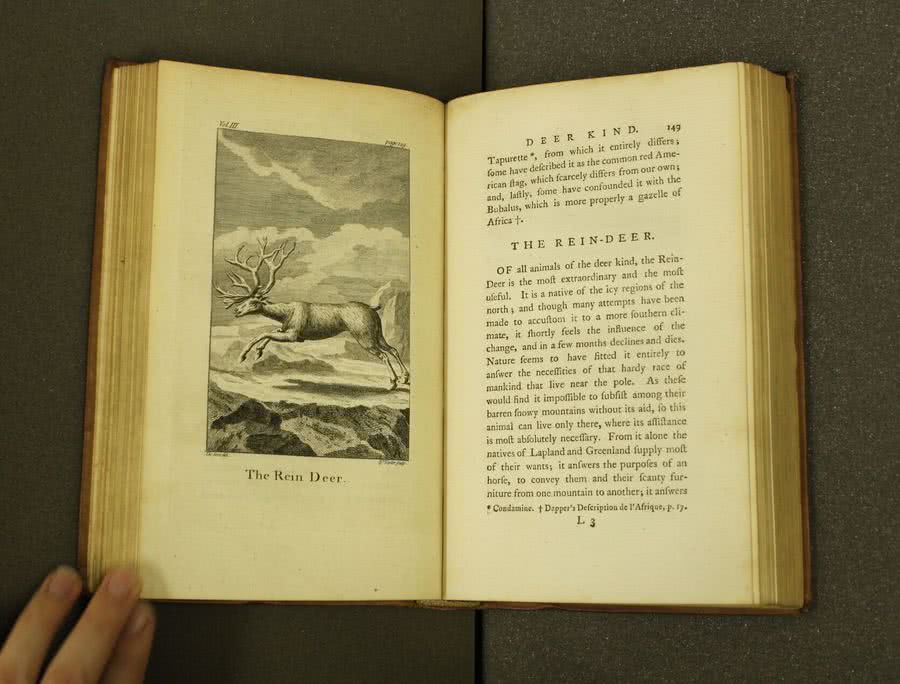 Vol. III
The Rein Deer.
DEER KIND. 149
Tapurette *, from which it entirely differs;
ſome have deſcribed it as the common red Ame-
rican ſtag, which ſcarcely differs from our own;
and, laſtly, ſome have confounded it with the
Bubalus, which is more properly a gazelle of
Africa †.
THE REIN-DEER.
OF all animals of the deer kind, the Rein-
Deer is the moſt extraordinary and the moſt
uſeful. It is a native of the icy regions of the
north; and though many attempts have been
made to accuſtom it to a more ſouthern cli-
mate, it ſhortly feels the influence of the
change, and in a few months declines and dies.
Nature ſeems to have fitted it entirely to
anſwer the neceſſities of that hardy race of
mankind that live near the pole. As theſe
would find it impoſſible to ſubſiſt among their
barren ſnowy mountains without its aid, ſo this
animal can live only there, where its aſſiſtance
is moſt abſolutely neceſſary. From it alone the
natives of Lapland and Greenland ſupply moſt
of their wants; it anſwers the purpoſes of an
horſe, to convey them and their ſcanty fur-
niture from one mountain to another; it anſwers
* Condamine. † Dapper's Deſcription de l'Afrique, p. 17.
L 3